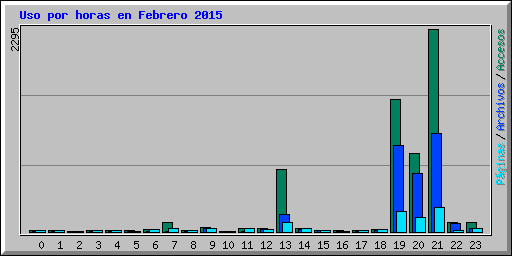 Uso por horas en Febrero 2015
2295
Páginas / Archivos / Accesos
0 1 2 3 4 5 6 7 8 9 10 11 12 13 14 15 16 17 18 19 20 21 22 23